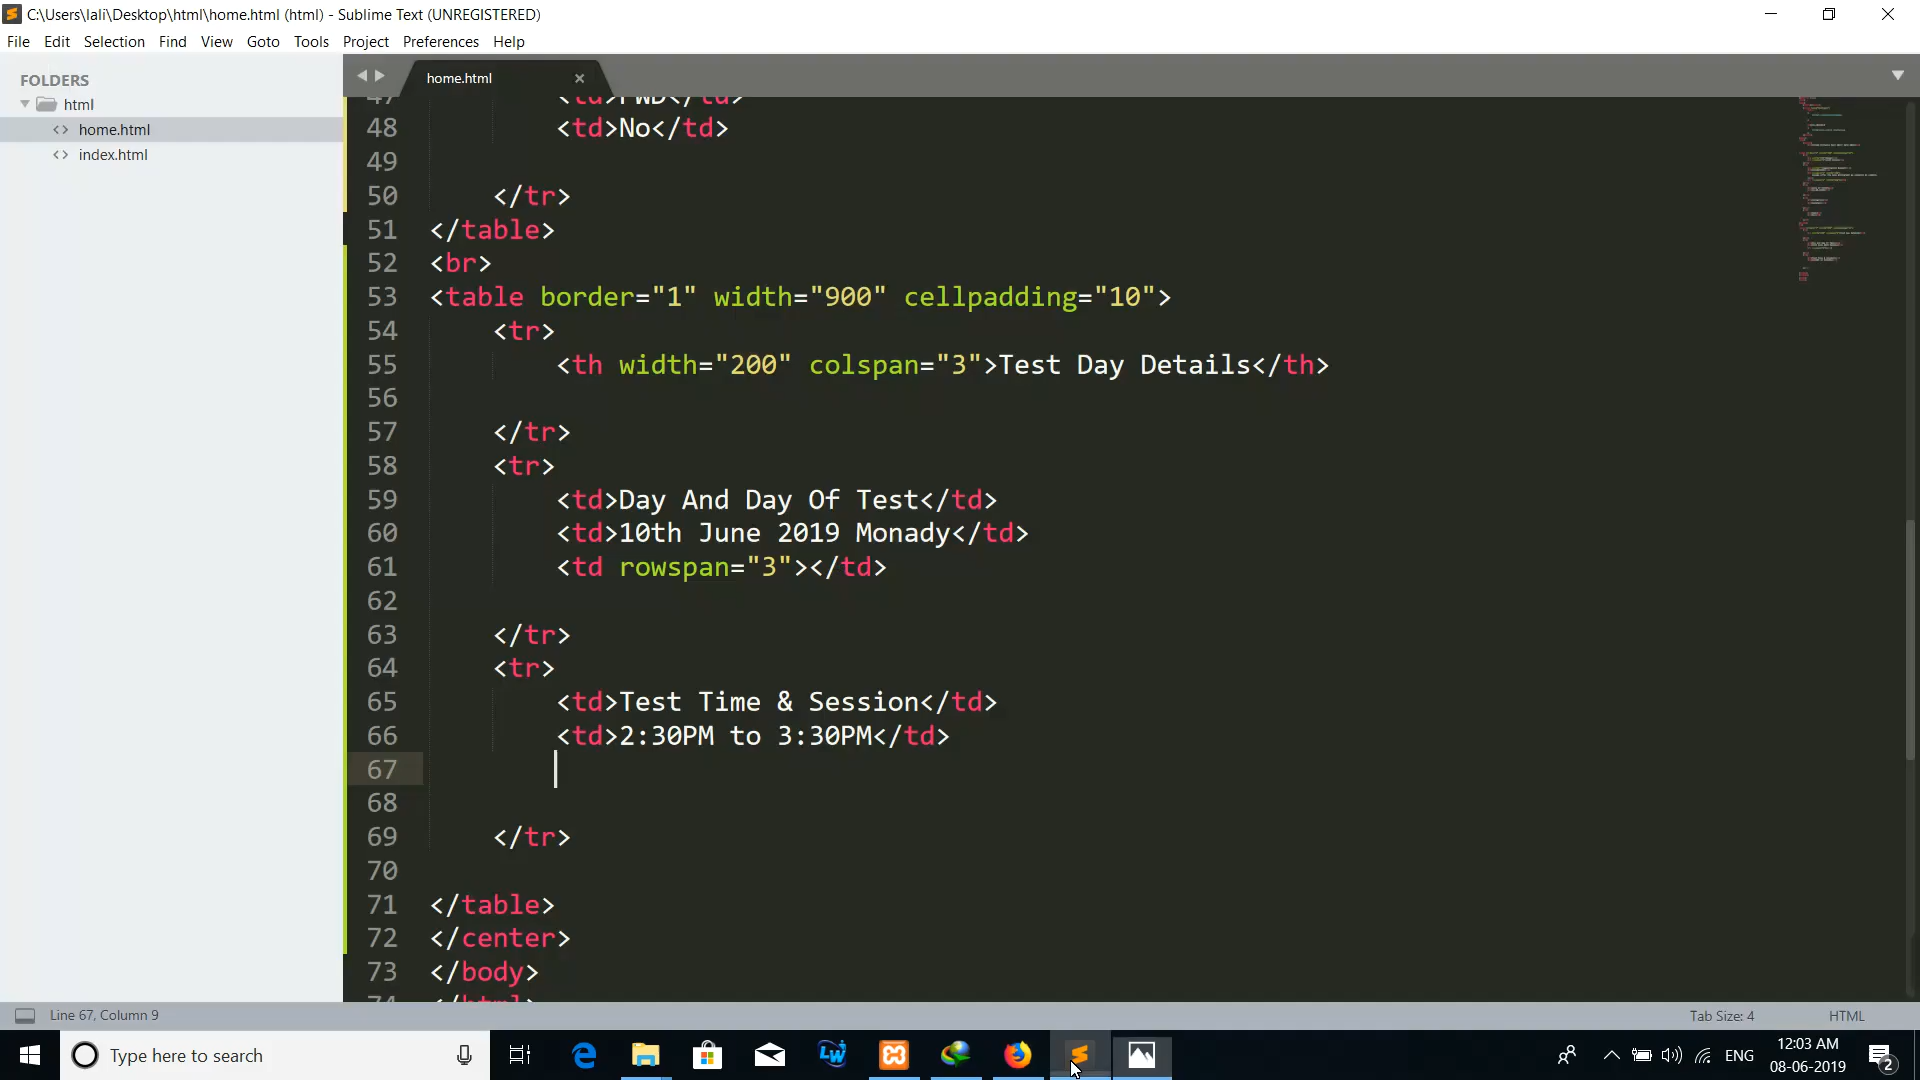 C:\Users\lali\Desktop\html\home.html (html) - Sublime Text (UNREGISTERED)
File Edit Selection Find View Goto Tools Project Preferences Help
FOLDERS
html
home.html
index.html
home.html
47 <td>PWD</td>
48 <td>No</td>
49
50 </tr>
51 </table>
52 <br>
53 <table border="1" width="900" cellpadding="10">
54 <tr>
55 <th width="200" colspan="3">Test Day Details</th>
56
57 </tr>
58 <tr>
59 <td>Day And Day Of Test</td>
60 <td>10th June 2019 Monady</td>
61 <td rowspan="3"></td>
62
63 </tr>
64 <tr>
65 <td>Test Time & Session</td>
66 <td>2:30PM to 3:30PM</td>
67
68
69 </tr>
70
71 </table>
72 </center>
73 </body>
74 </html>
Line 67, Column 9 Tab Size: 4 HTML
Type here to search
ENG
12:03 AM
08-06-2019
2